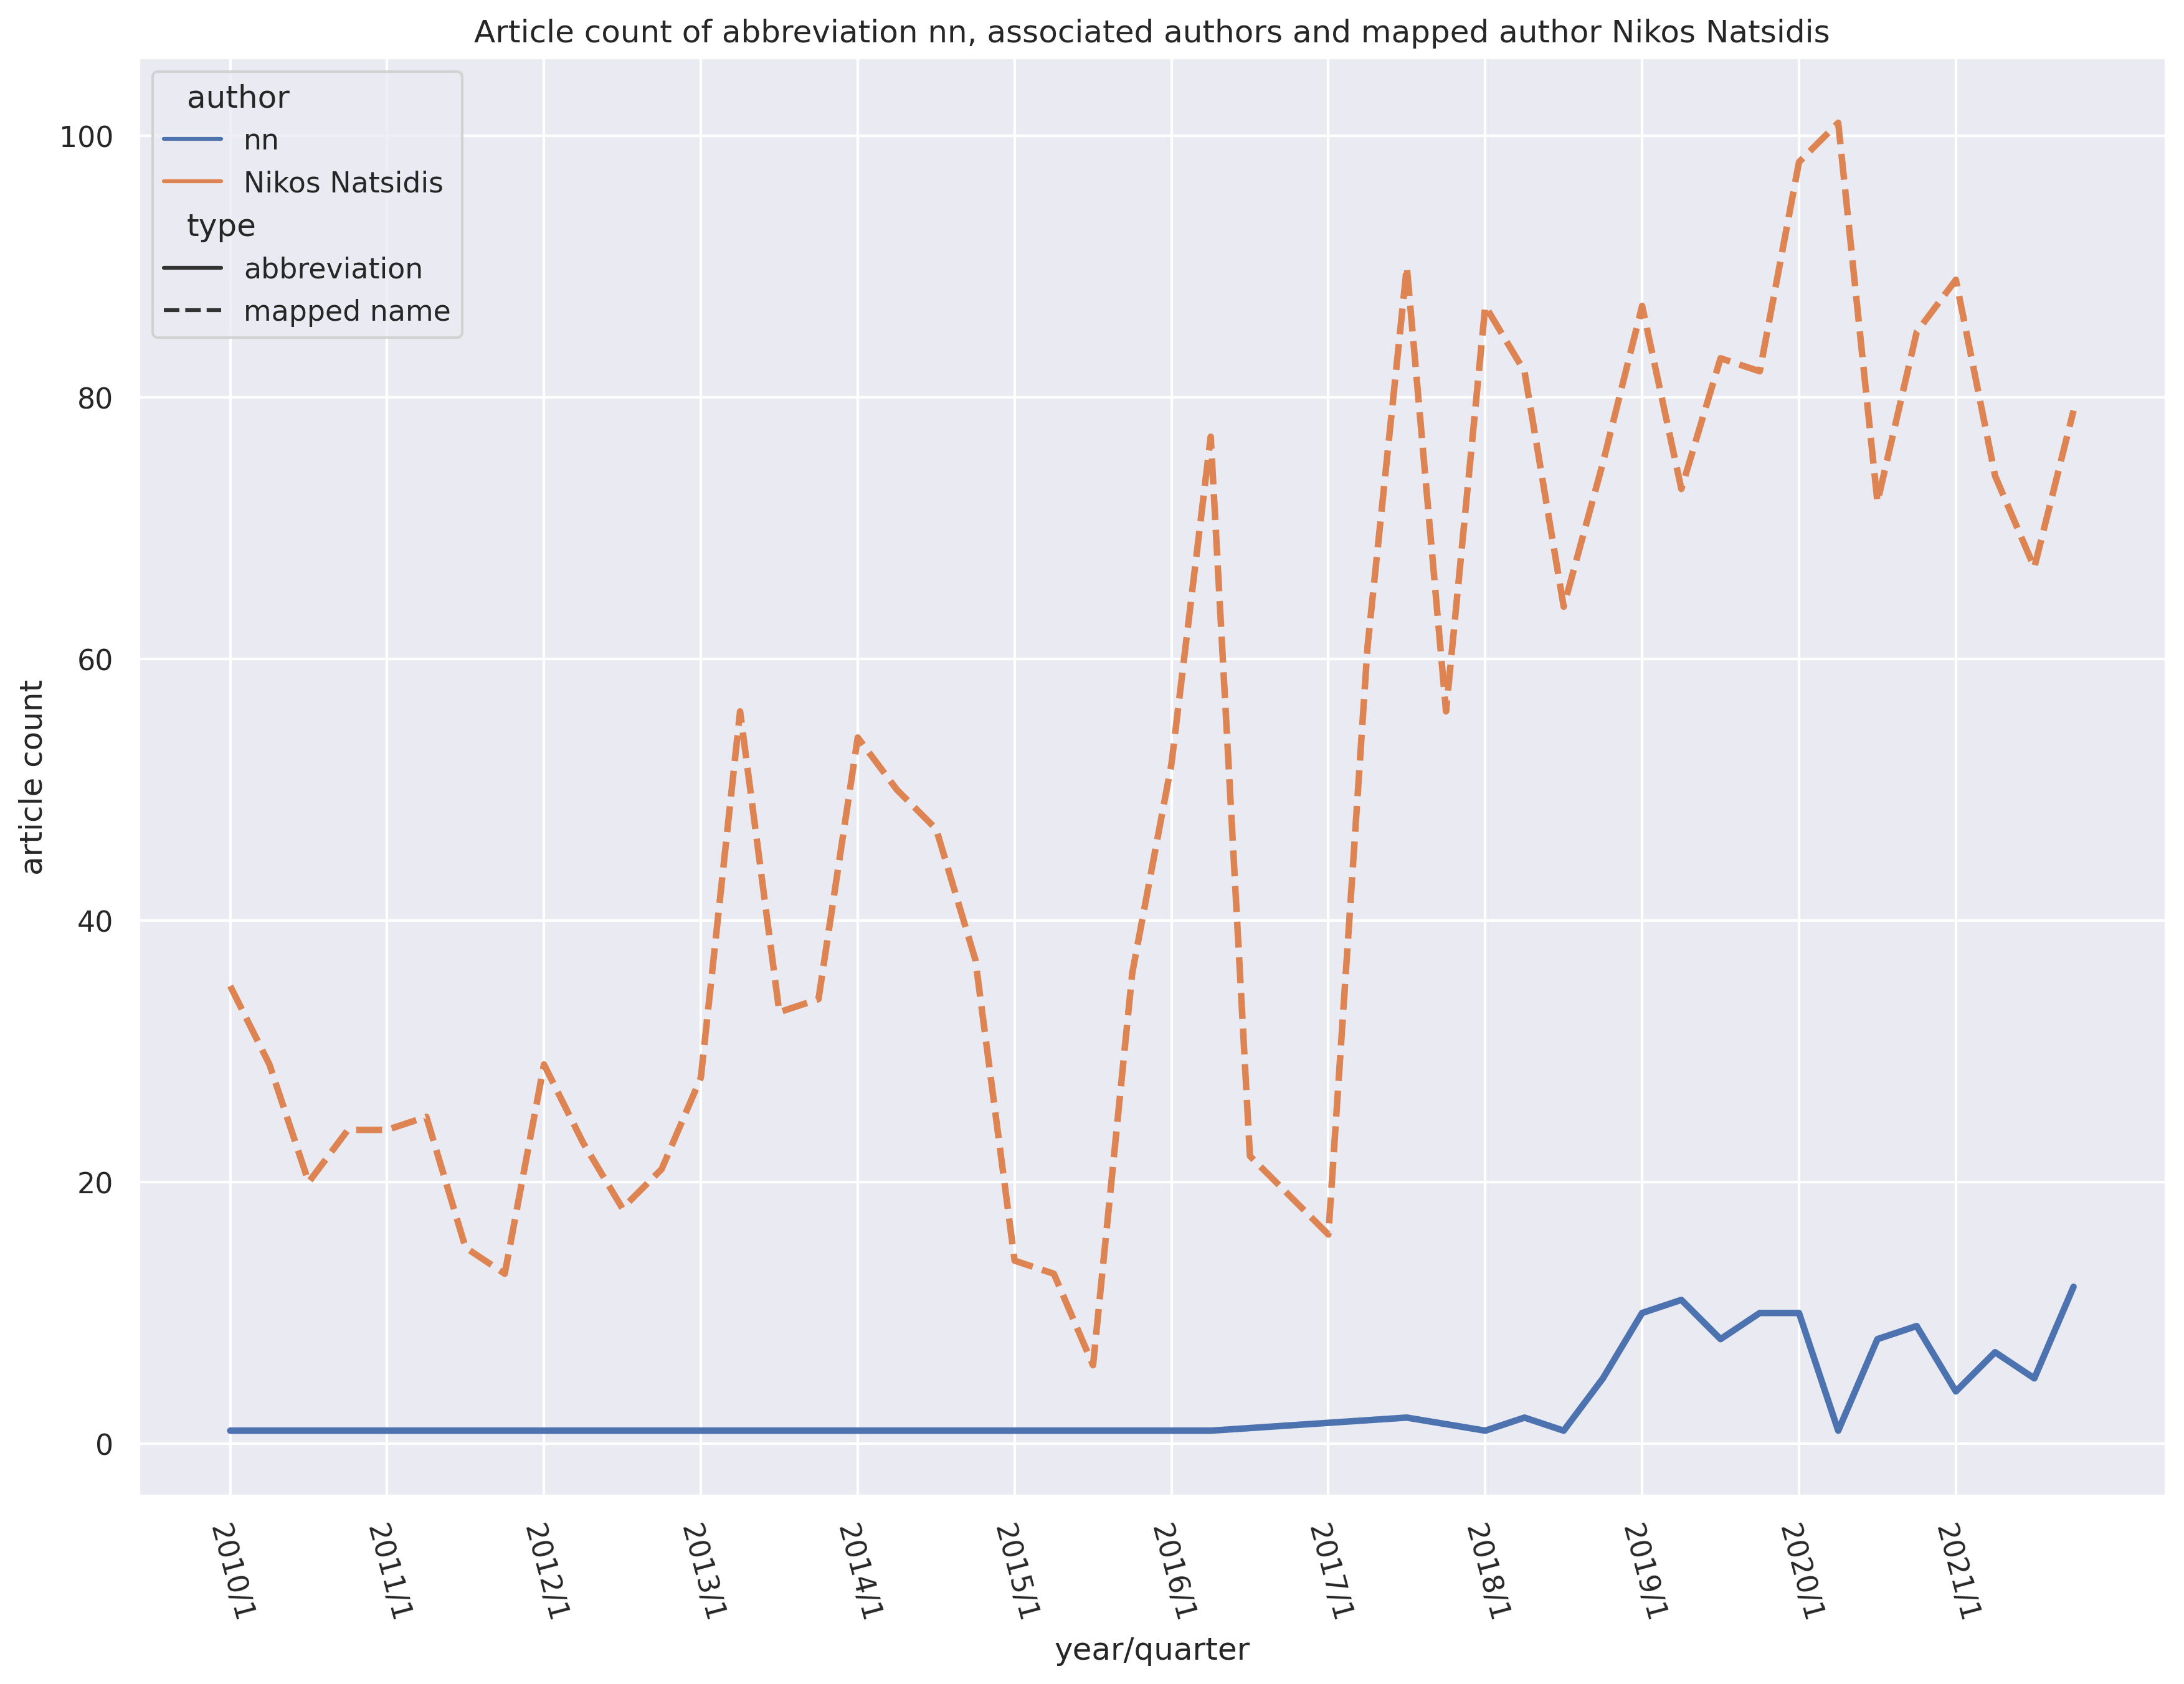 Article count of abbreviation nn, associated authors and mapped author Nikos Natsidis
author
nn
Nikos Natsidis
type
abbreviation
mapped name
100
80
60
40
20
0
article count
2010/1
2011/1
2012/1
2013/1
2014/1
2015/1
2016/1
2017/1
2018/1
2019/1
2020/1
2021/1
year/quarter